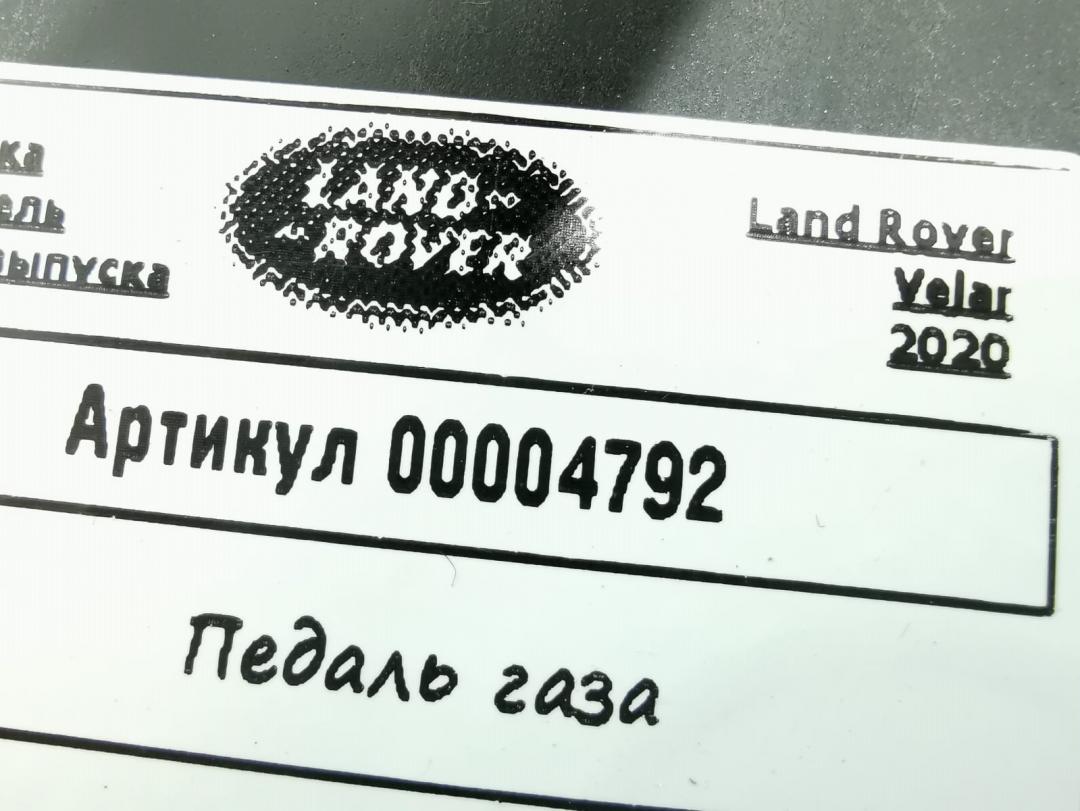 ка
ель
выпуска
LAND-
-ROVER
Land Rover
Velar
2020
Артикул 00004792
Педаль газа